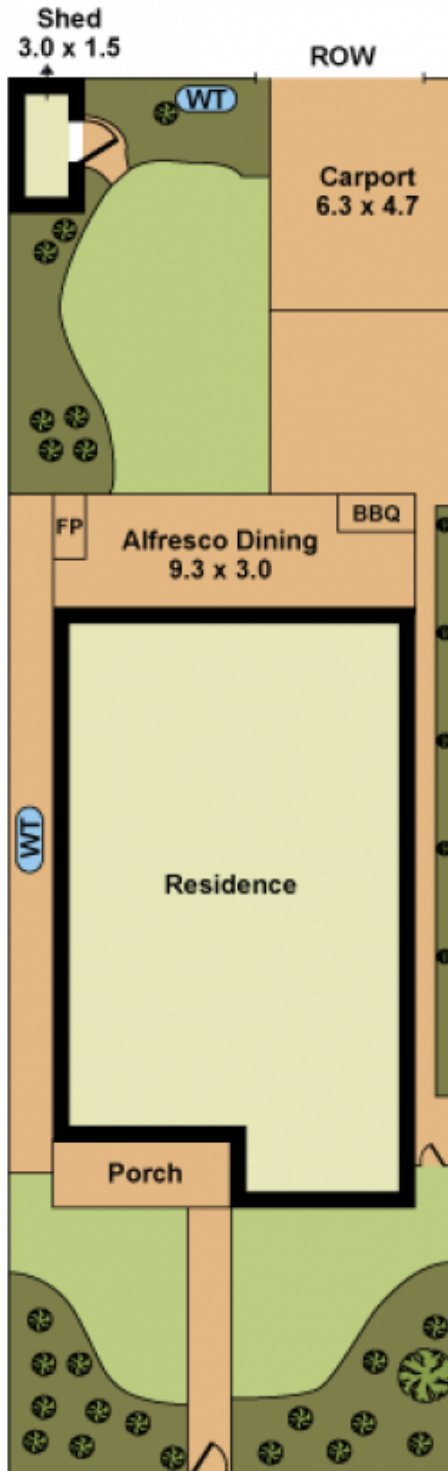 Shed
3.0 x 1.5
ROW
WT
Carport
6.3 x 4.7
FP
BBQ
Alfresco Dining
9.3 x 3.0
WT
Residence
Porch